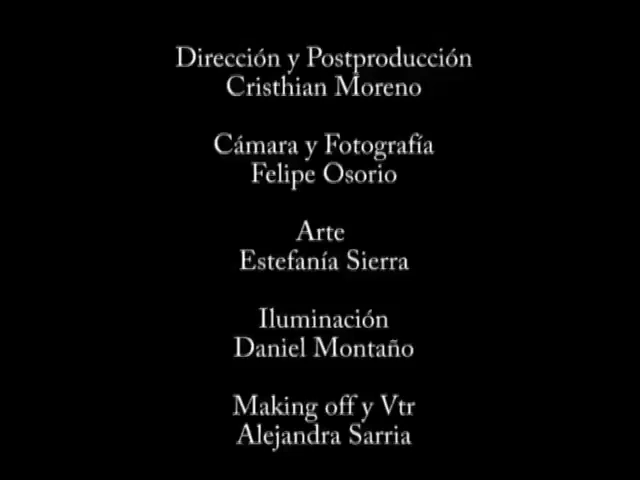 Dirección y Postproducción
Cristhian Moreno
Cámara y Fotografía
Felipe Osorio
Arte
Estefanía Sierra
Iluminación
Daniel Montaño
Making off y Vtr
Alejandra Sarria